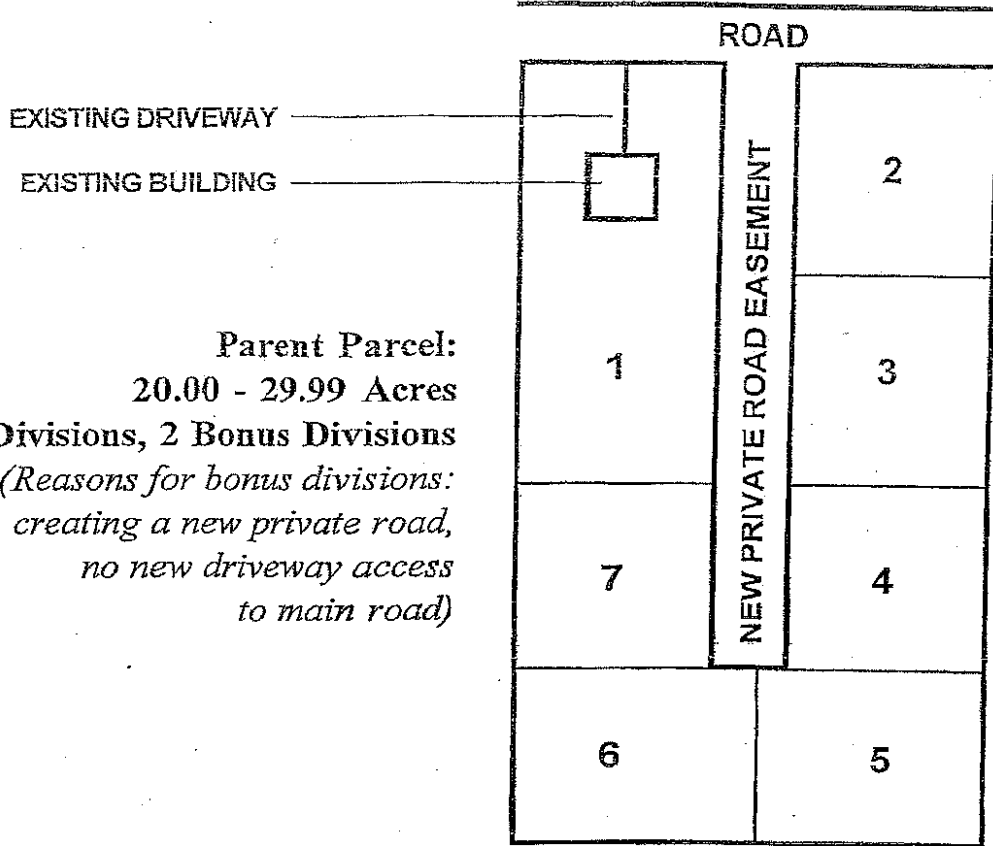 ROAD
EXISTING DRIVEWAY
EXISTING BUILDING
NEW PRIVATE ROAD EASEMENT
2
Parent Parcel:
20.00 - 29.99 Acres
Divisions, 2 Bonus Divisions
(Reasons for bonus divisions:
creating a new private road,
no new driveway access
to main road)
1
3
7
4
6
5